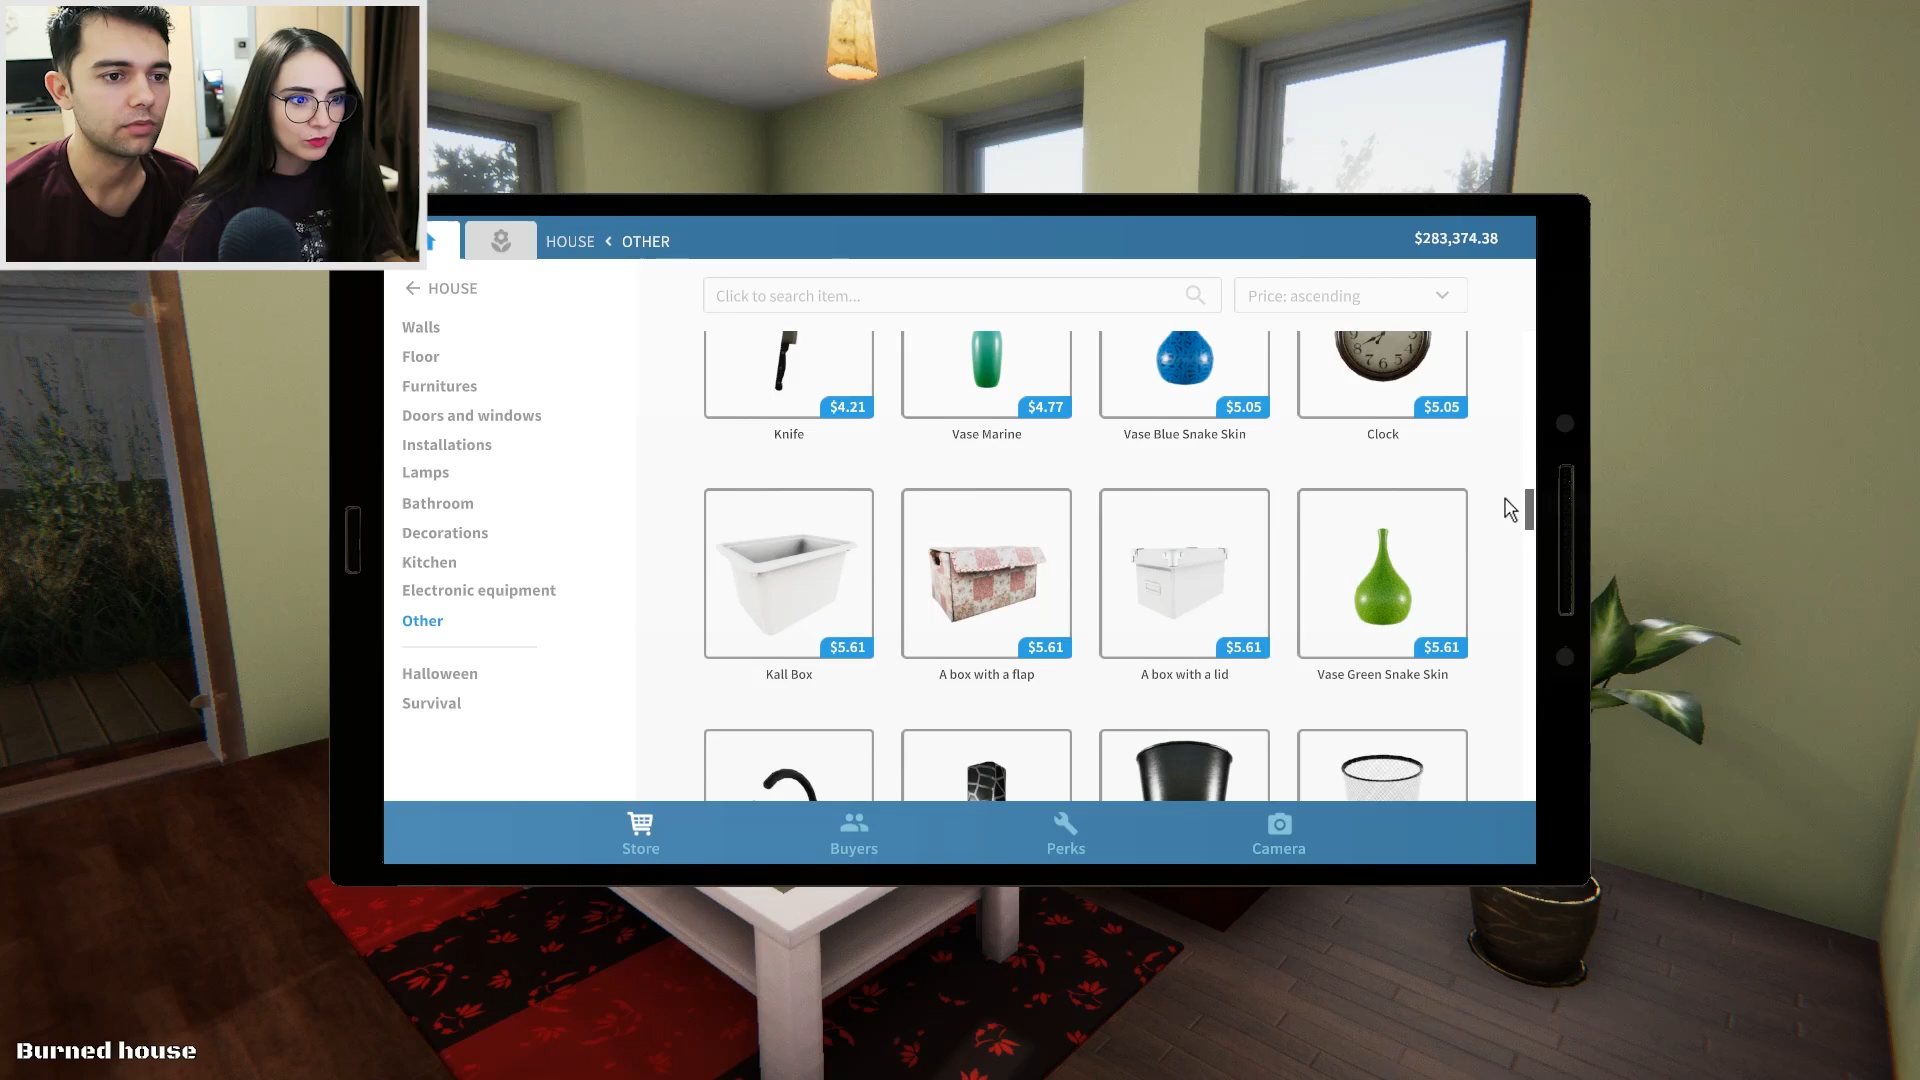 HOUSE < OTHER
$283,374.38
HOUSE
Click to search item...
Price: ascending
Walls
Floor
Furnitures
Doors and windows
Installations
Lamps
Bathroom
Decorations
Kitchen
Electronic equipment
Other
Halloween
Survival
$4.21
$4.77
$5.05
$5.05
Knife
Vase Marine
Vase Blue Snake Skin
Clock
$5.61
$5.61
$5.61
$5.61
Kall Box
A box with a flap
A box with a lid
Vase Green Snake Skin
Store
Buyers
Perks
Camera
Burned house